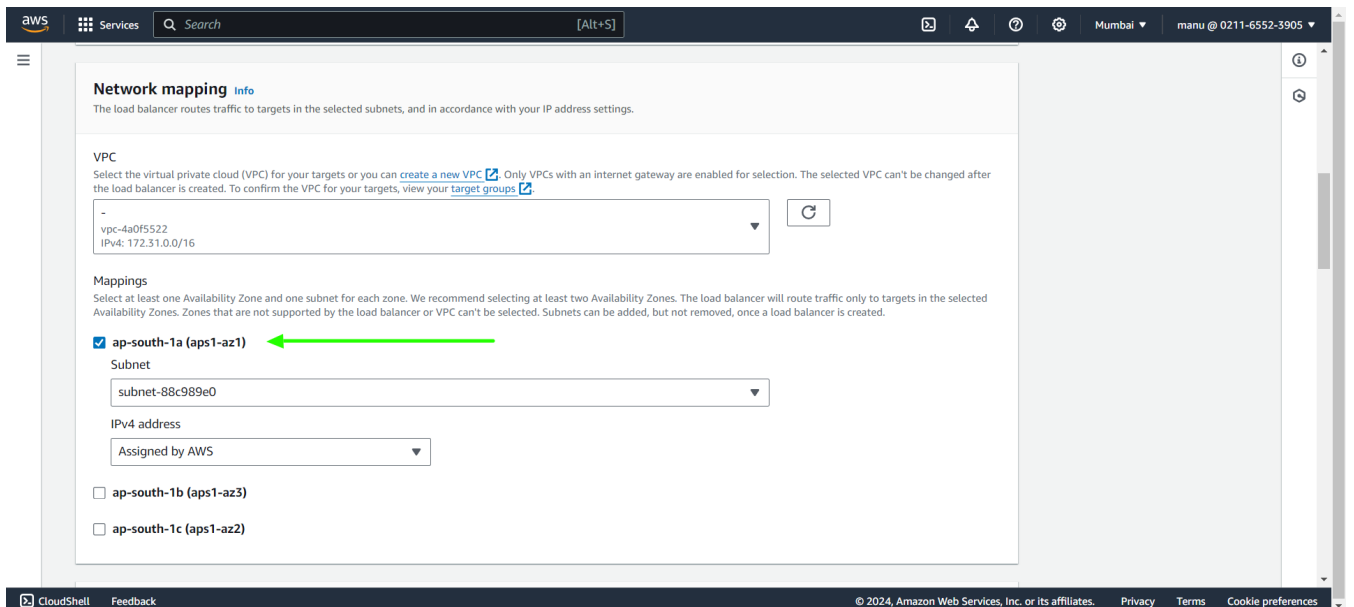 aws
Services
Search
[Alt+S]
Mumbai
manu @ 0211-6552-3905
Network mapping Info
The load balancer routes traffic to targets in the selected subnets, and in accordance with your IP address settings.
VPC
Select the virtual private cloud (VPC) for your targets or you can create a new VPC. Only VPCs with an internet gateway are enabled for selection. The selected VPC can't be changed after
the load balancer is created. To confirm the VPC for your targets, view your target groups.
-
vpc-4a0f5522
IPv4: 172.31.0.0/16
Mappings
Select at least one Availability Zone and one subnet for each zone. We recommend selecting at least two Availability Zones. The load balancer will route traffic only to targets in the selected
Availability Zones. Zones that are not supported by the load balancer or VPC can't be selected. Subnets can be added, but not removed, once a load balancer is created.
ap-south-1a (aps1-az1)
Subnet
subnet-88c989e0
IPv4 address
Assigned by AWS
ap-south-1b (aps1-az3)
ap-south-1c (aps1-az2)
CloudShell
Feedback
© 2024, Amazon Web Services, Inc. or its affiliates.
Privacy
Terms
Cookie preferences